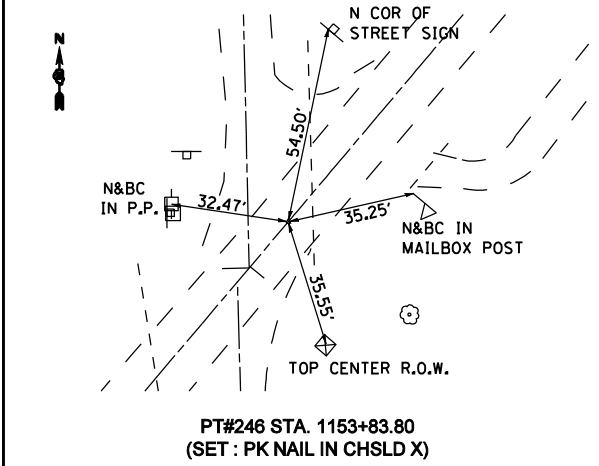 N COR OF
STREET SIGN
N
54.50'
N&BC
IN P.P.
32.47'
35.25'
N&BC IN
MAILBOX POST
35.55'
TOP CENTER R.O.W.
PT#246 STA. 1153+83.80
(SET : PK NAIL IN CHSLD X)